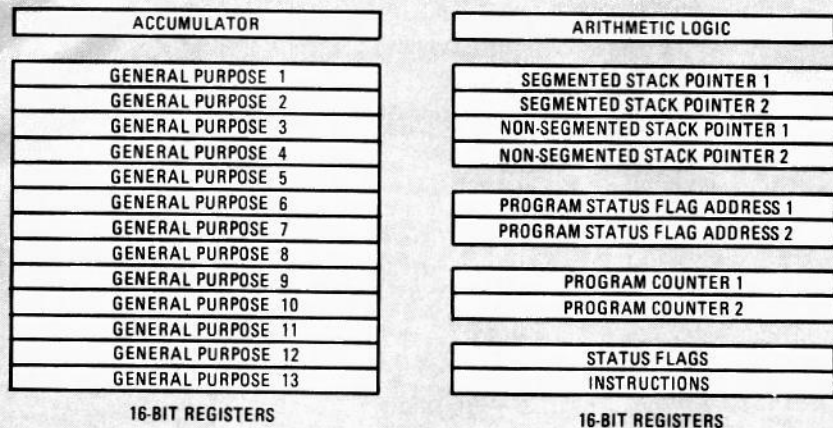 ACCUMULATOR
GENERAL PURPOSE 1
GENERAL PURPOSE 2
GENERAL PURPOSE 3
GENERAL PURPOSE 4
GENERAL PURPOSE 5
GENERAL PURPOSE 6
GENERAL PURPOSE 7
GENERAL PURPOSE 8
GENERAL PURPOSE 9
GENERAL PURPOSE 10
GENERAL PURPOSE 11
GENERAL PURPOSE 12
GENERAL PURPOSE 13
16-BIT REGISTERS
ARITHMETIC LOGIC
SEGMENTED STACK POINTER 1
SEGMENTED STACK POINTER 2
NON-SEGMENTED STACK POINTER 1
NON-SEGMENTED STACK POINTER 2
PROGRAM STATUS FLAG ADDRESS 1
PROGRAM STATUS FLAG ADDRESS 2
PROGRAM COUNTER 1
PROGRAM COUNTER 2
STATUS FLAGS
INSTRUCTIONS
16-BIT REGISTERS